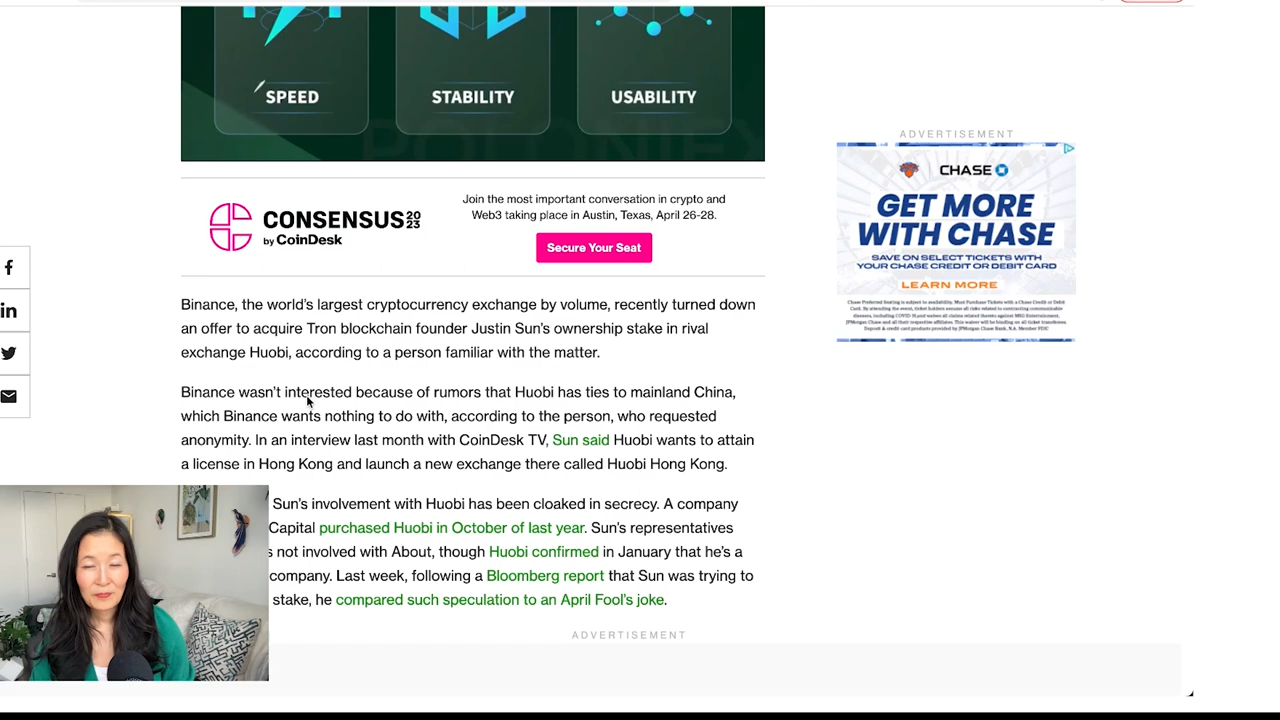 SPEED
STABILITY
USABILITY
CONSENSUS 20 23
by CoinDesk
Join the most important conversation in crypto and
Web3 taking place in Austin, Texas, April 26-28.
Secure Your Seat
Binance, the world's largest cryptocurrency exchange by volume, recently turned down
an offer to acquire Tron blockchain founder Justin Sun's ownership stake in rival
exchange Huobi, according to a person familiar with the matter.
Binance wasn't interested because of rumors that Huobi has ties to mainland China,
which Binance wants nothing to do with, according to the person, who requested
anonymity. In an interview last month with CoinDesk TV, Sun said Huobi wants to attain
a license in Hong Kong and launch a new exchange there called Huobi Hong Kong.
Sun's involvement with Huobi has been cloaked in secrecy. A company
Capital purchased Huobi in October of last year. Sun's representatives
s not involved with About, though Huobi confirmed in January that he's a
company. Last week, following a Bloomberg report that Sun was trying to
stake, he compared such speculation to an April Fool's joke.
ADVERTISEMENT
ADVERTISEMENT
CHASE
GET MORE
WITH CHASE
SAVE ON SELECT TICKETS WITH
YOUR CHASE CREDIT OR DEBIT CARD
LEARN MORE